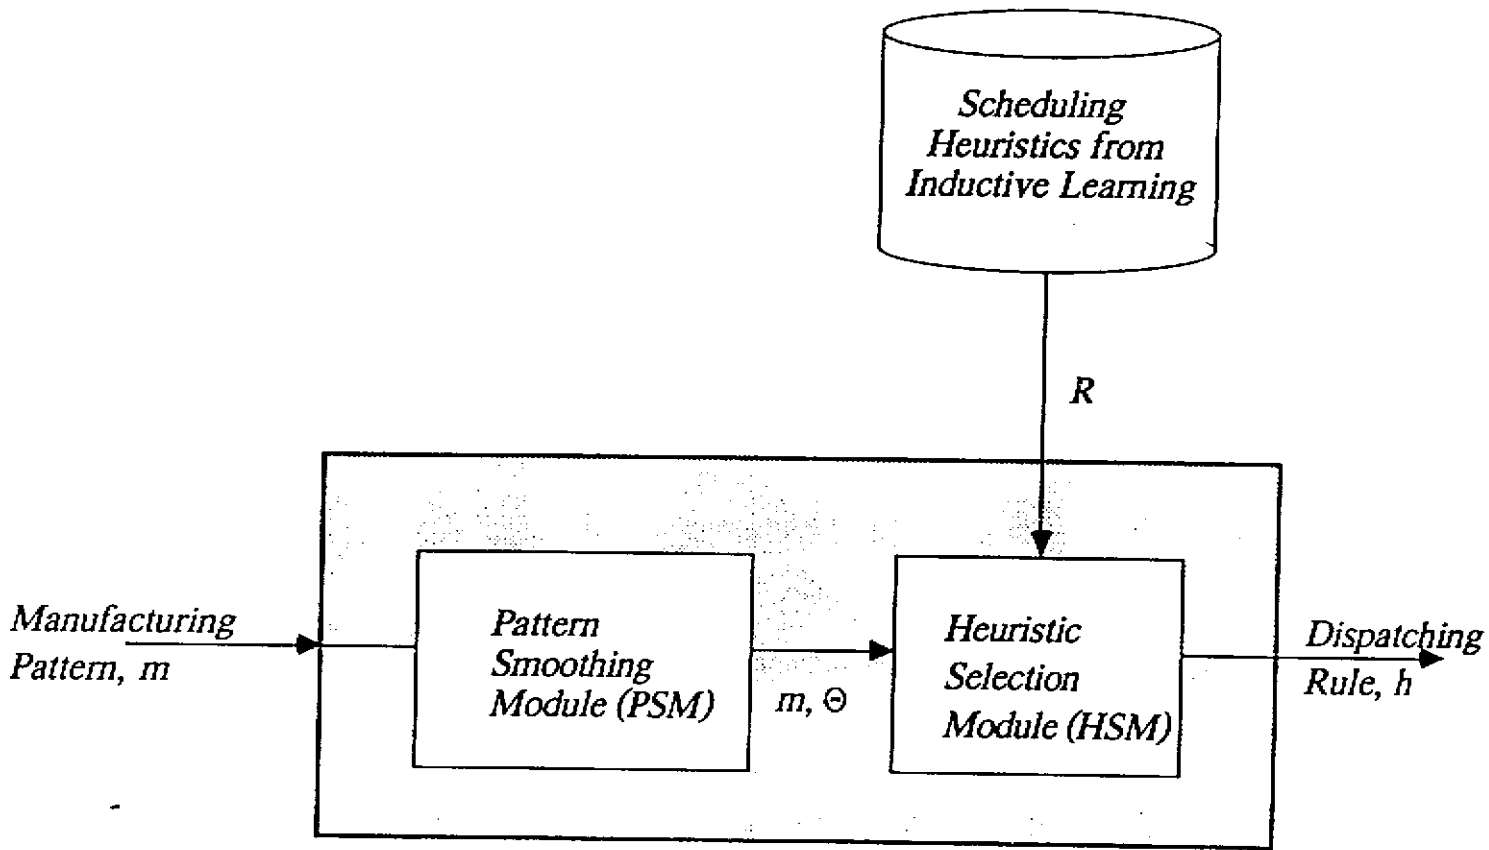 Scheduling
Heuristics from
Inductive Learning
R
Manufacturing
Pattern, m
Pattern
Smoothing
Module (PSM)
m, Θ
Heuristic
Selection
Module (HSM)
Dispatching
Rule, h